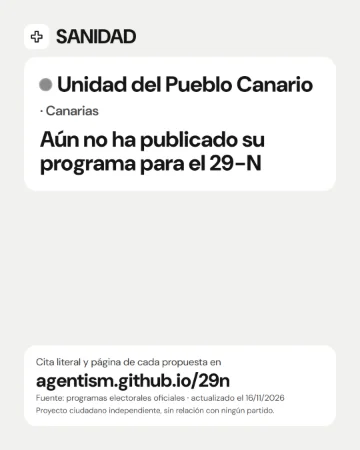 SANIDAD
Unidad del Pueblo Canario
· Canarias
Aún no ha publicado su
programa para el 29-N
Cita literal y página de cada propuesta en
agentism.github.io/29n
Fuente: programas electorales oficiales · actualizado el 16/11/2026
Proyecto ciudadano independiente, sin relación con ningún partido.